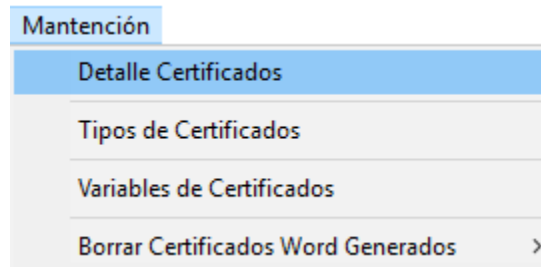 Mantención
Detalle Certificados
Tipos de Certificados
Variables de Certificados
Borrar Certificados Word Generados